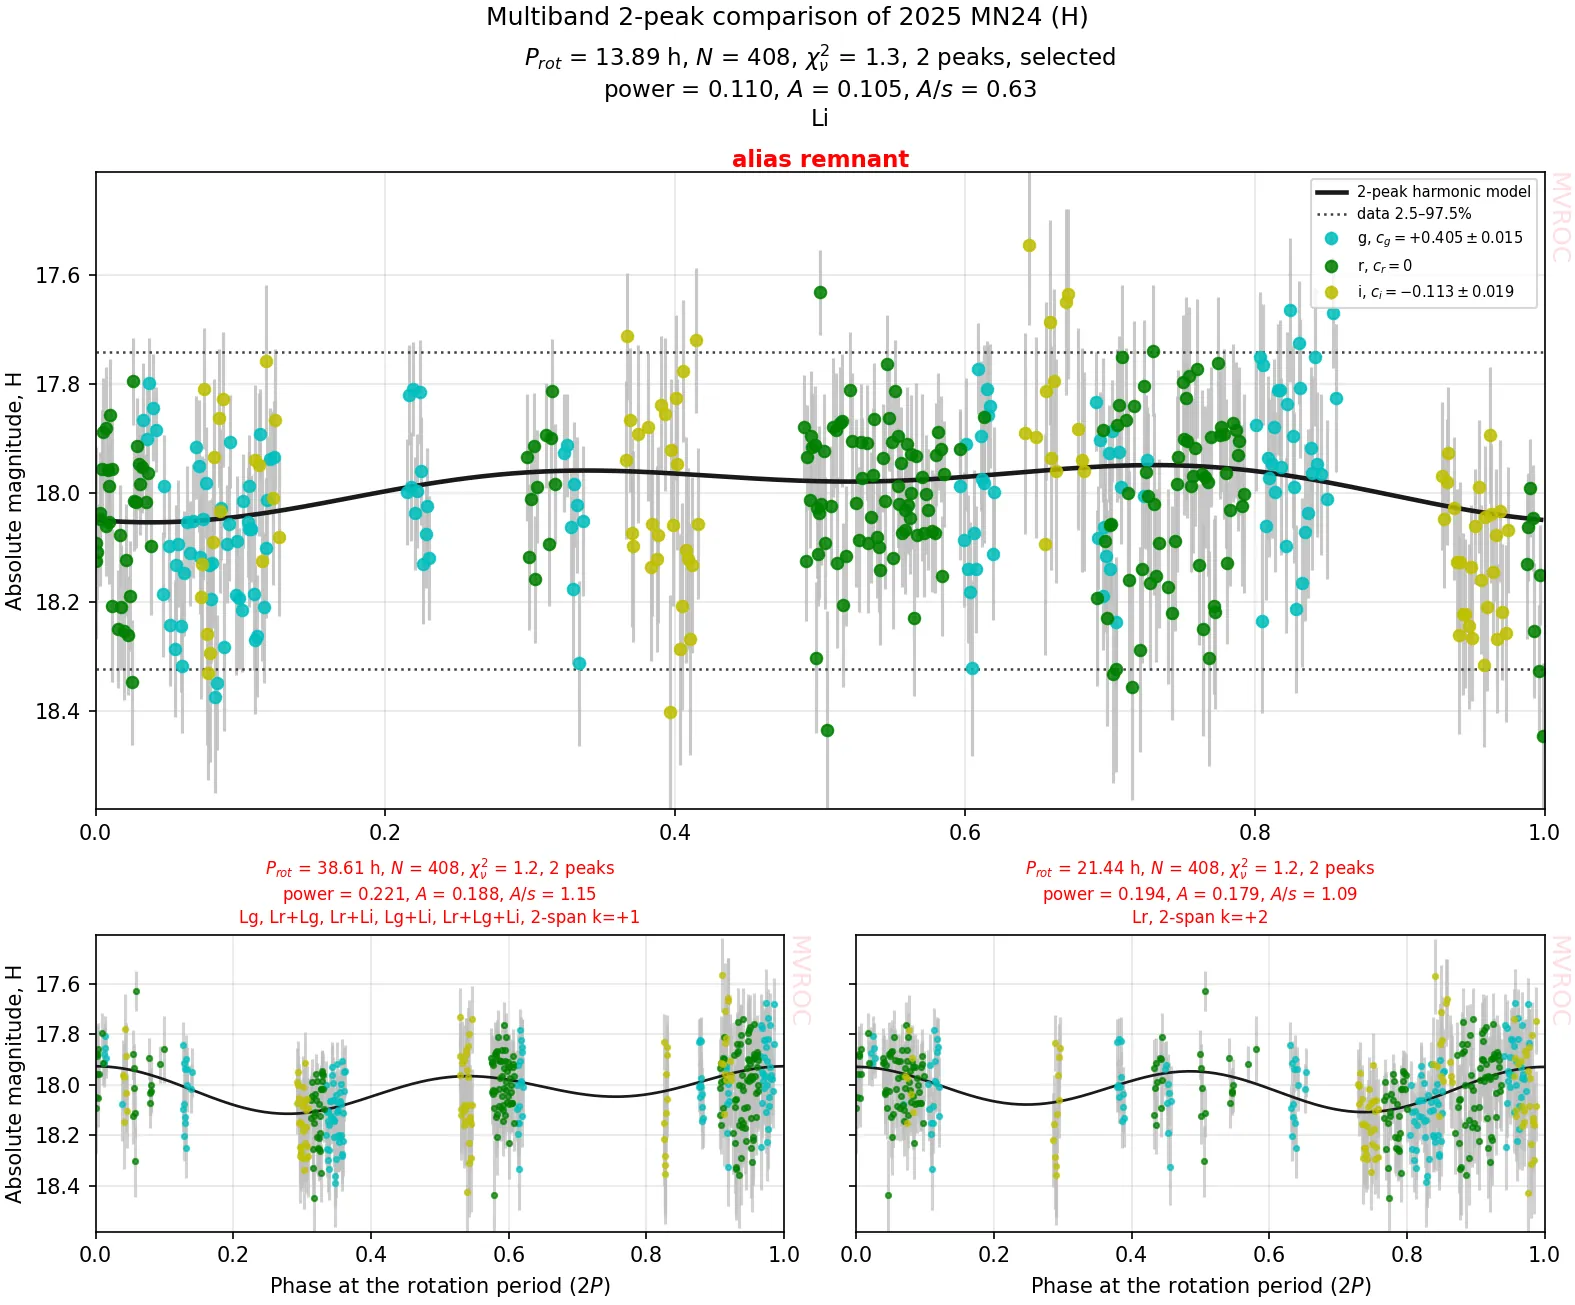 Multiband 2-peak comparison of 2025 MN24 (H)
P_rot = 13.89 h, N = 408, χ²_ν = 1.3, 2 peaks, selected
power = 0.110, A = 0.105, A/s = 0.63
Li
alias remnant
2-peak harmonic model
data 2.5–97.5%
g, c_g = +0.405 ± 0.015
r, c_r = 0
i, c_i = −0.113 ± 0.019
MVROC
Absolute magnitude, H
17.6
17.8
18.0
18.2
18.4
0.0 0.2 0.4 0.6 0.8 1.0
P_rot = 38.61 h, N = 408, χ²_ν = 1.2, 2 peaks
power = 0.221, A = 0.188, A/s = 1.15
Lg, Lr+Lg, Lr+Li, Lg+Li, Lr+Lg+Li, 2-span k=+1
MVROC
Absolute magnitude, H
17.6
17.8
18.0
18.2
18.4
0.0 0.2 0.4 0.6 0.8 1.0
Phase at the rotation period (2P)
P_rot = 21.44 h, N = 408, χ²_ν = 1.2, 2 peaks
power = 0.194, A = 0.179, A/s = 1.09
Lr, 2-span k=+2
MVROC
0.0 0.2 0.4 0.6 0.8 1.0
Phase at the rotation period (2P)